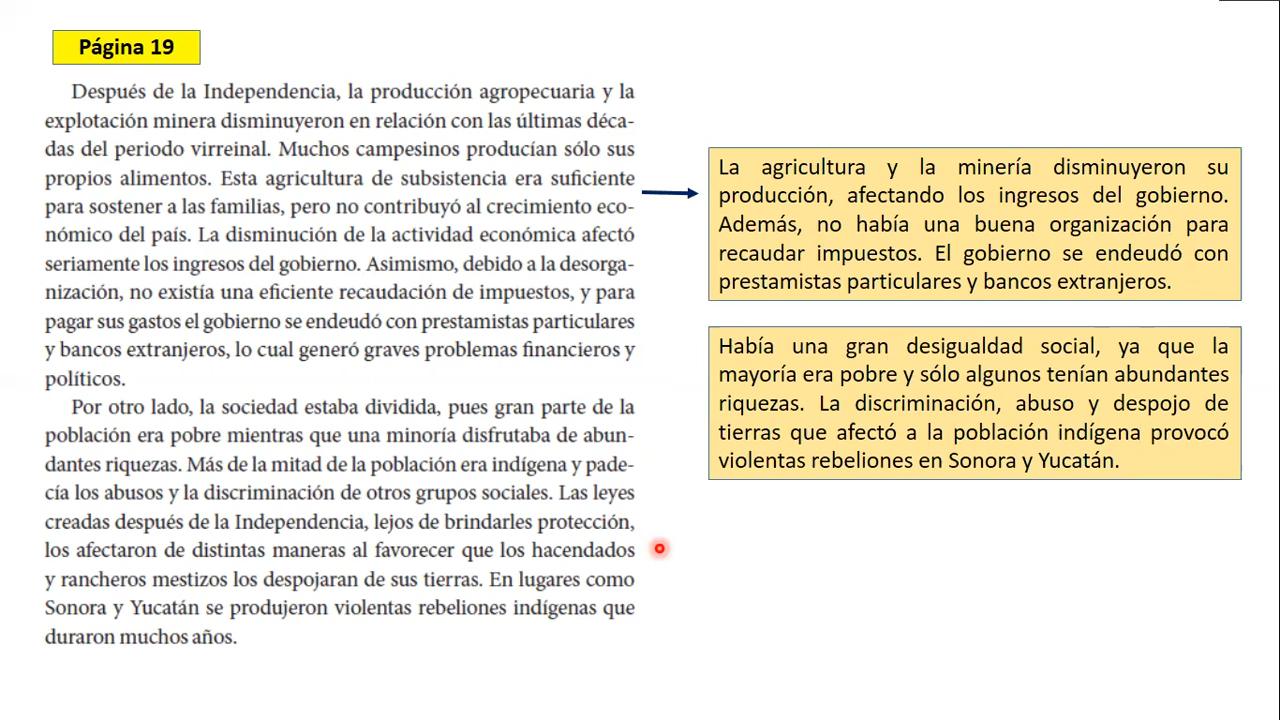 Página 19
Después de la Independencia, la producción agropecuaria y la
explotación minera disminuyeron en relación con las últimas déca-
das del periodo virreinal. Muchos campesinos producían sólo sus
propios alimentos. Esta agricultura de subsistencia era suficiente
para sostener a las familias, pero no contribuyó al crecimiento eco-
nómico del país. La disminución de la actividad económica afectó
seriamente los ingresos del gobierno. Asimismo, debido a la desorga-
nización, no existía una eficiente recaudación de impuestos, y para
pagar sus gastos el gobierno se endeudó con prestamistas particulares
y bancos extranjeros, lo cual generó graves problemas financieros y
políticos.
Por otro lado, la sociedad estaba dividida, pues gran parte de la
población era pobre mientras que una minoría disfrutaba de abun-
dantes riquezas. Más de la mitad de la población era indígena y pade-
cía los abusos y la discriminación de otros grupos sociales. Las leyes
creadas después de la Independencia, lejos de brindarles protección,
los afectaron de distintas maneras al favorecer que los hacendados
y rancheros mestizos los despojaran de sus tierras. En lugares como
Sonora y Yucatán se produjeron violentas rebeliones indígenas que
duraron muchos años.
La agricultura y la minería disminuyeron su
producción, afectando los ingresos del gobierno.
Además, no había una buena organización para
recaudar impuestos. El gobierno se endeudó con
prestamistas particulares y bancos extranjeros.
Había una gran desigualdad social, ya que la
mayoría era pobre y sólo algunos tenían abundantes
riquezas. La discriminación, abuso y despojo de
tierras que afectó a la población indígena provocó
violentas rebeliones en Sonora y Yucatán.